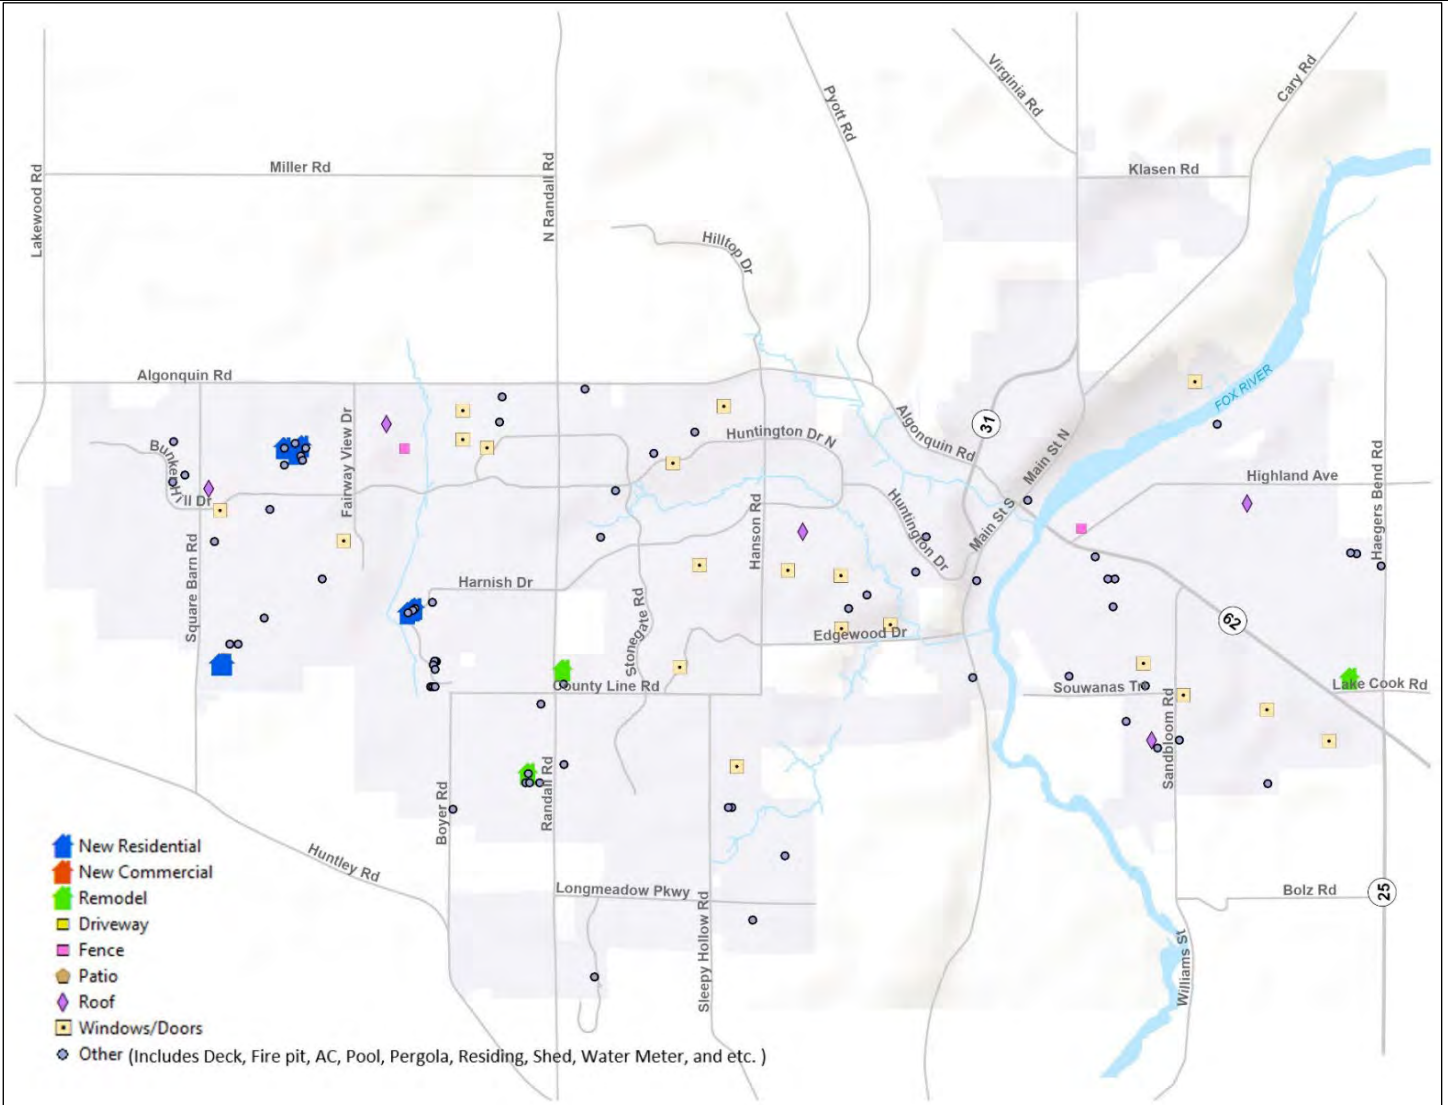 Virginia Rd
Cary Rd
Pyott Rd
Miller Rd
Klasen Rd
Lakewood Rd
N Randall Rd
Hilltop Dr
Algonquin Rd
FOX RIVER
31
Algonquin Rd
Main St N
Fairway View Dr
Huntington Dr N
Bunker Hill Dr
Highland Ave
Haegers Bend Rd
Huntington Dr
Main St S
Hanson Rd
Square Barn Rd
Harnish Dr
Stonegate Rd
62
Edgewood Dr
County Line Rd
Souwanas Trl
Lake Cook Rd
Sandbloom Rd
Boyer Rd
Randall Rd
Huntley Rd
Longmeadow Pkwy
Bolz Rd
25
Sleepy Hollow Rd
Williams St
New Residential
New Commercial
Remodel
Driveway
Fence
Patio
Roof
Windows/Doors
Other (Includes Deck, Fire pit, AC, Pool, Pergola, Residing, Shed, Water Meter, and etc. )